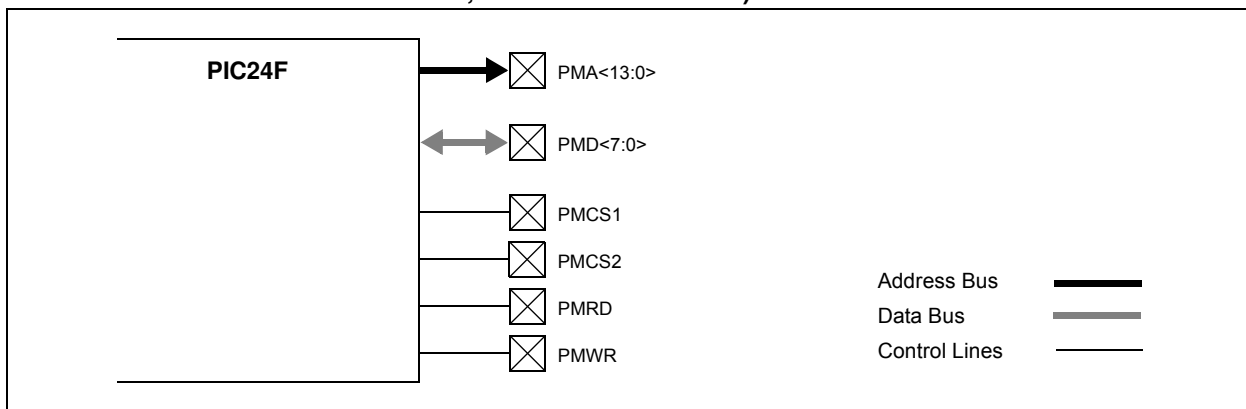 PIC24F
PMA<13:0>
PMD<7:0>
PMCS1
PMCS2
PMRD
PMWR
Address Bus
Data Bus
Control Lines